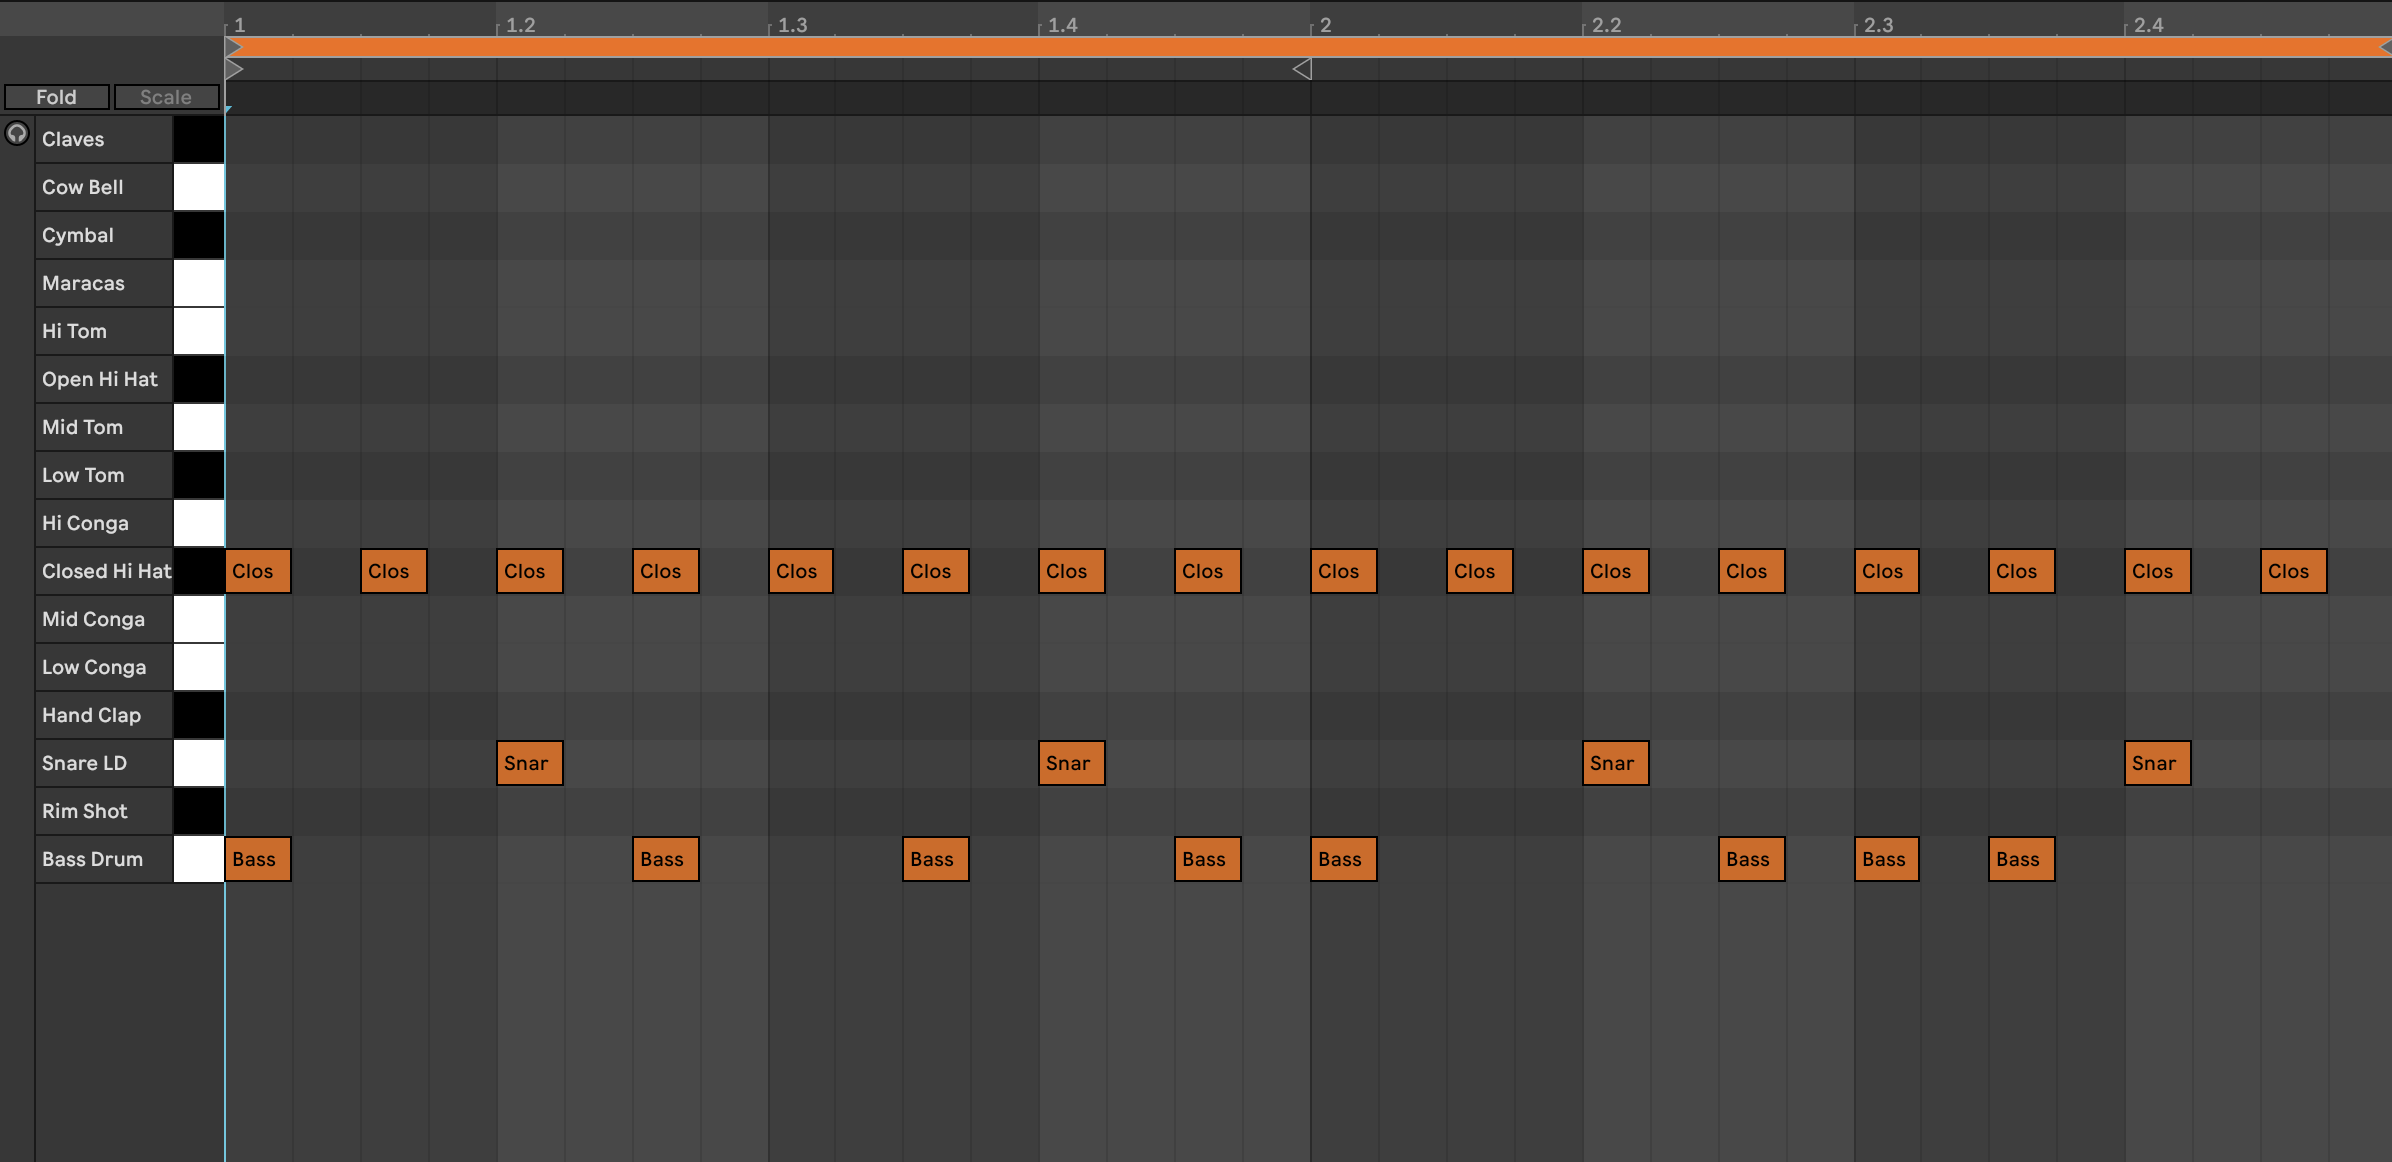 1 1.2 1.3 1.4 2 2.2 2.3 2.4
Fold Scale
Claves
Cow Bell
Cymbal
Maracas
Hi Tom
Open Hi Hat
Mid Tom
Low Tom
Hi Conga
Closed Hi Hat Clos Clos Clos Clos Clos Clos Clos Clos Clos Clos Clos Clos Clos Clos Clos Clos
Mid Conga
Low Conga
Hand Clap
Snare LD Snar Snar Snar Snar
Rim Shot
Bass Drum Bass Bass Bass Bass Bass Bass Bass Bass